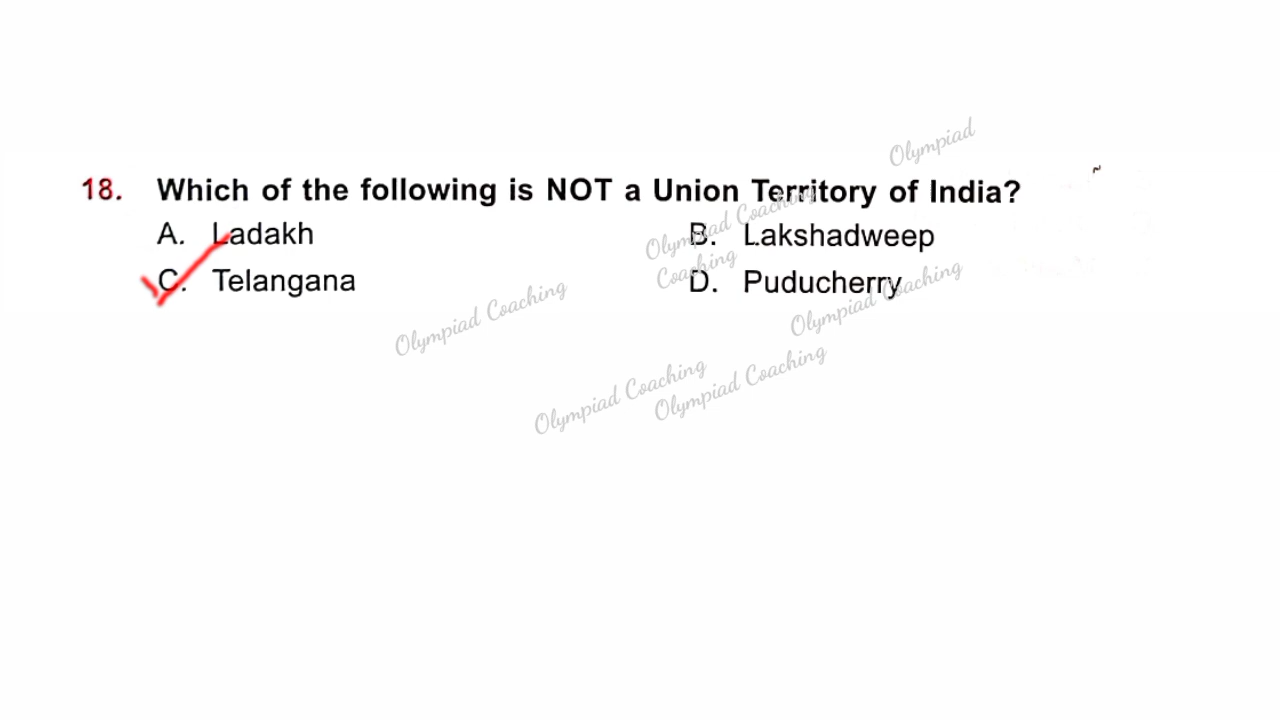 Olympiad
18. Which of the following is NOT a Union Territory of India?
Olympiad Coaching
A. Ladakh B. Lakshadweep
Coaching
C. Telangana D. Puducherry
Olympiad Coaching
Olympiad Coaching
Olympiad Coaching
Olympiad Coaching